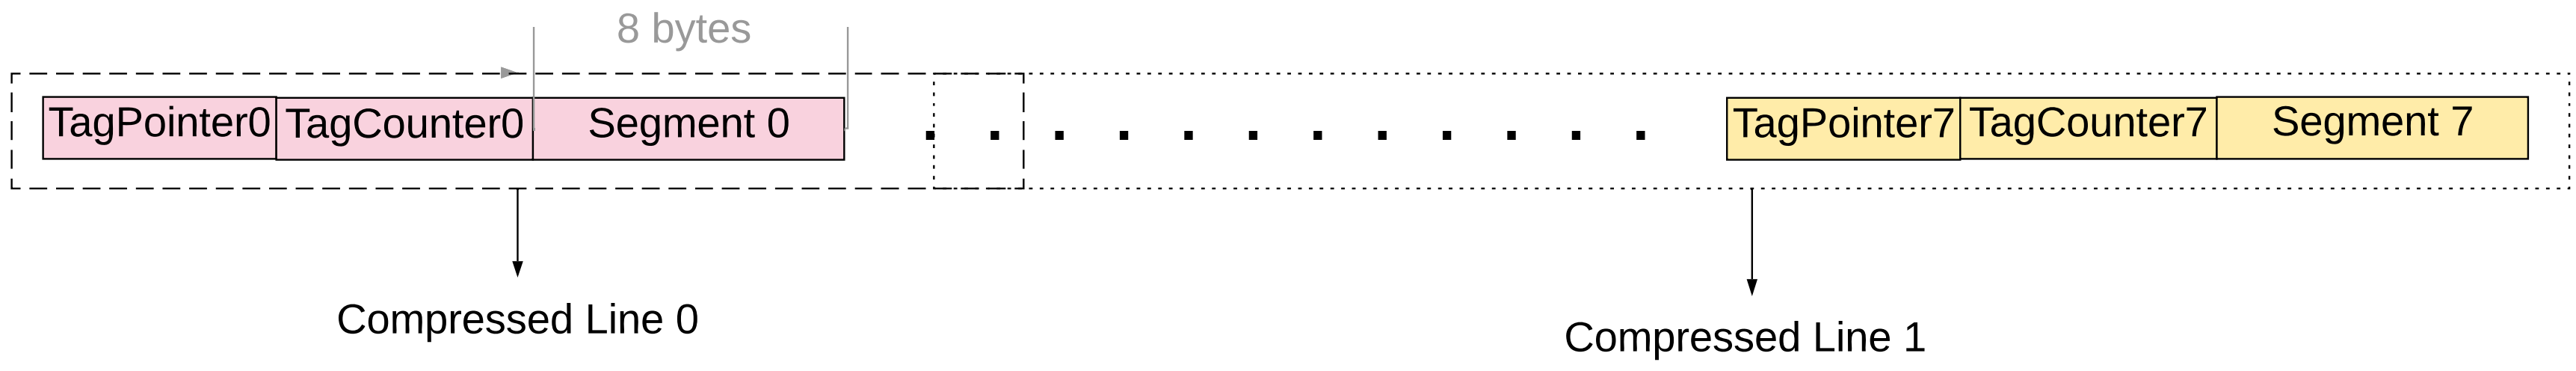 8 bytes
TagPointer0 TagCounter0 Segment 0 TagPointer7 TagCounter7 Segment 7
Compressed Line 0
Compressed Line 1